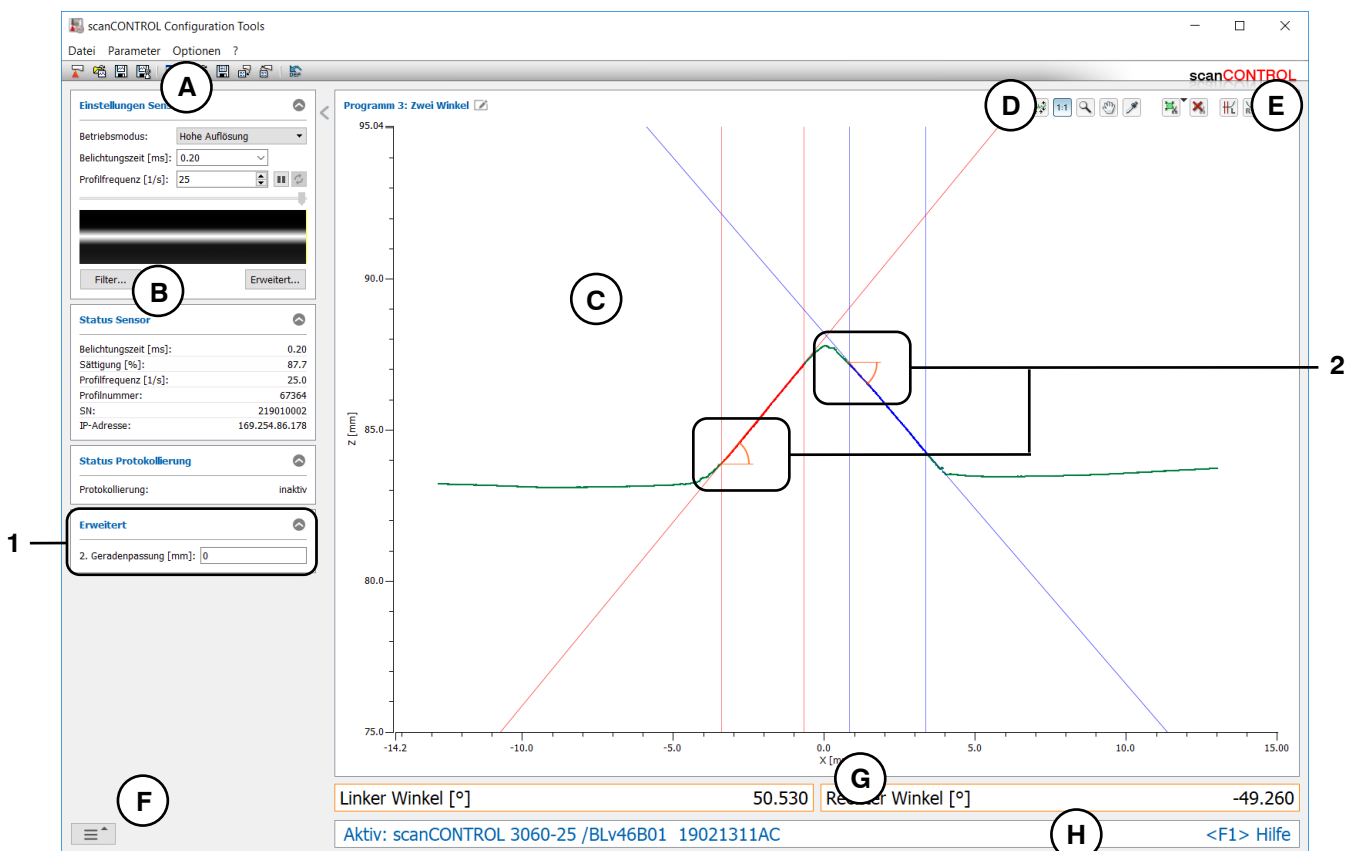 scanCONTROL Configuration Tools
Datei Parameter Optionen ?
scanCONTROL
A
Einstellungen
Betriebsmodus: Hohe Auflösung
Belichtungszeit [ms]: 0.20
Profilfrequenz [1/s]: 25
Filter... Erweitert...
B
Status Sensor
Belichtungszeit [ms]: 0.20
Sättigung [%]: 87.7
Profilfrequenz [1/s]: 25.0
Profilnummer: 67364
SN: 219010002
IP-Adresse: 169.254.86.178
Status Protokollierung
Protokollierung: inaktiv
1
Erweitert
2. Geradenpassung [mm]: 0
F
Programm 3: Zwei Winkel
D
1:1
E
95.04
90.0
85.0
80.0
75.0
Z [mm]
C
2
-14.2 -10.0 -5.0 0.0 5.0 10.0 15.00
G
Linker Winkel [°] 50.530
Winkel [°] -49.260
Aktiv: scanCONTROL 3060-25 /BLv46B01 19021311AC
H
<F1> Hilfe